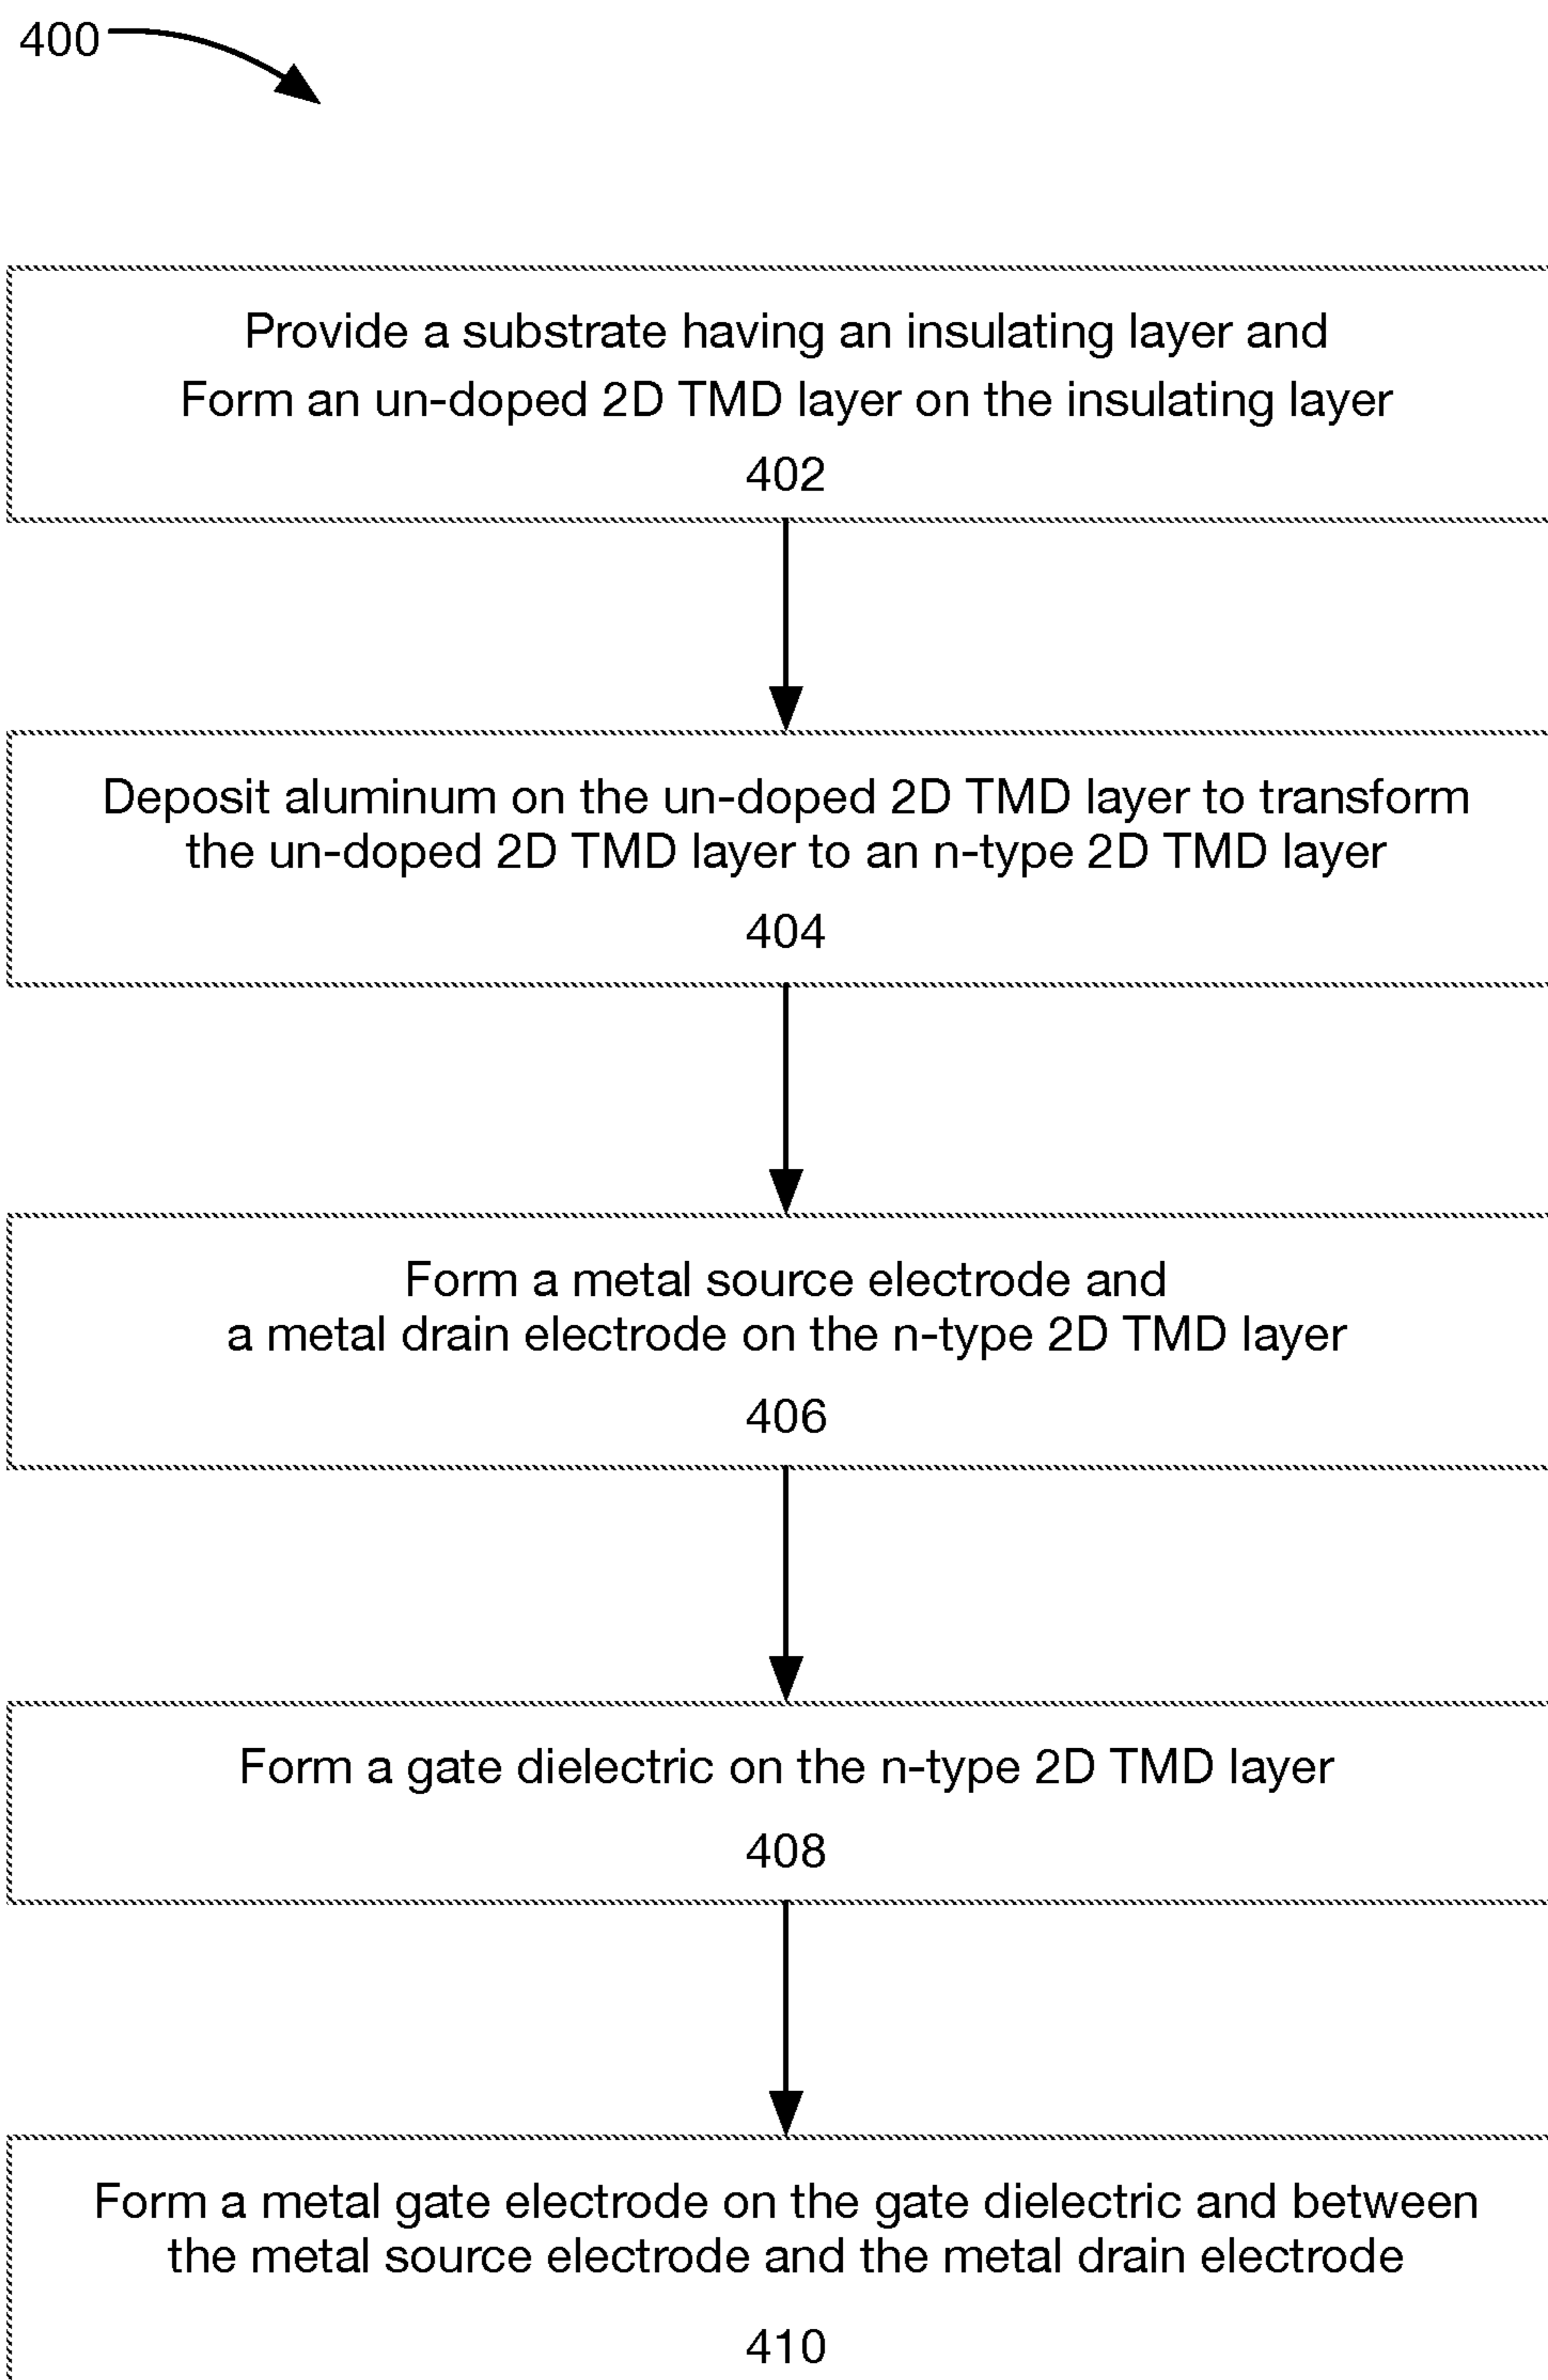 400
Provide a substrate having an insulating layer and
Form an un-doped 2D TMD layer on the insulating layer
402
Deposit aluminum on the un-doped 2D TMD layer to transform
the un-doped 2D TMD layer to an n-type 2D TMD layer
404
Form a metal source electrode and
a metal drain electrode on the n-type 2D TMD layer
406
Form a gate dielectric on the n-type 2D TMD layer
408
Form a metal gate electrode on the gate dielectric and between
the metal source electrode and the metal drain electrode
410